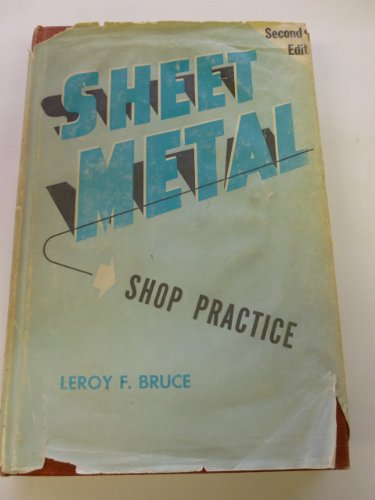 Second
Edit
SHEET
METAL
SHOP PRACTICE
LEROY F. BRUCE